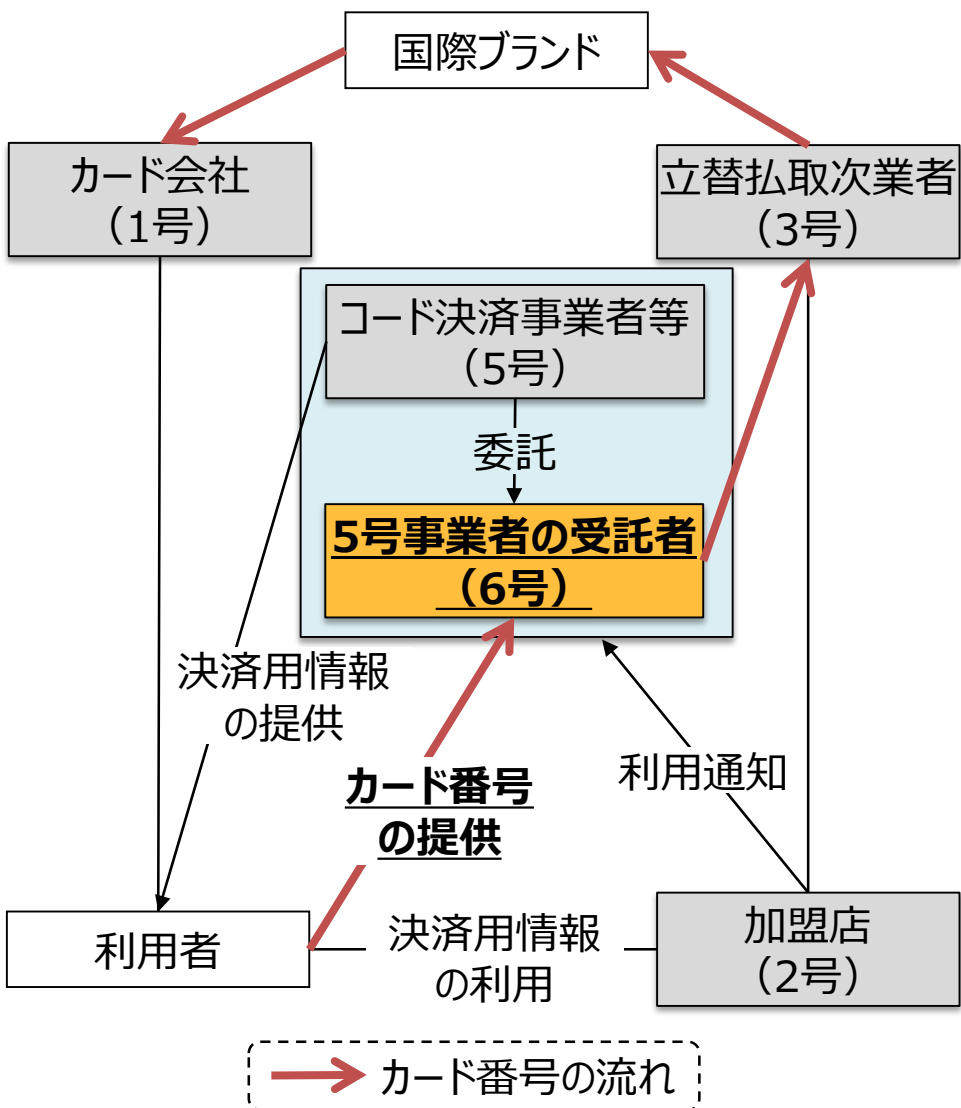 国際ブランド
カード会社
（1号）
立替払取次業者
（3号）
コード決済事業者等
（5号）
委託
5号事業者の受託者
（6号）
決済用情報
の提供
カード番号
の提供
利用通知
利用者
決済用情報
の利用
加盟店
（2号）
カード番号の流れ